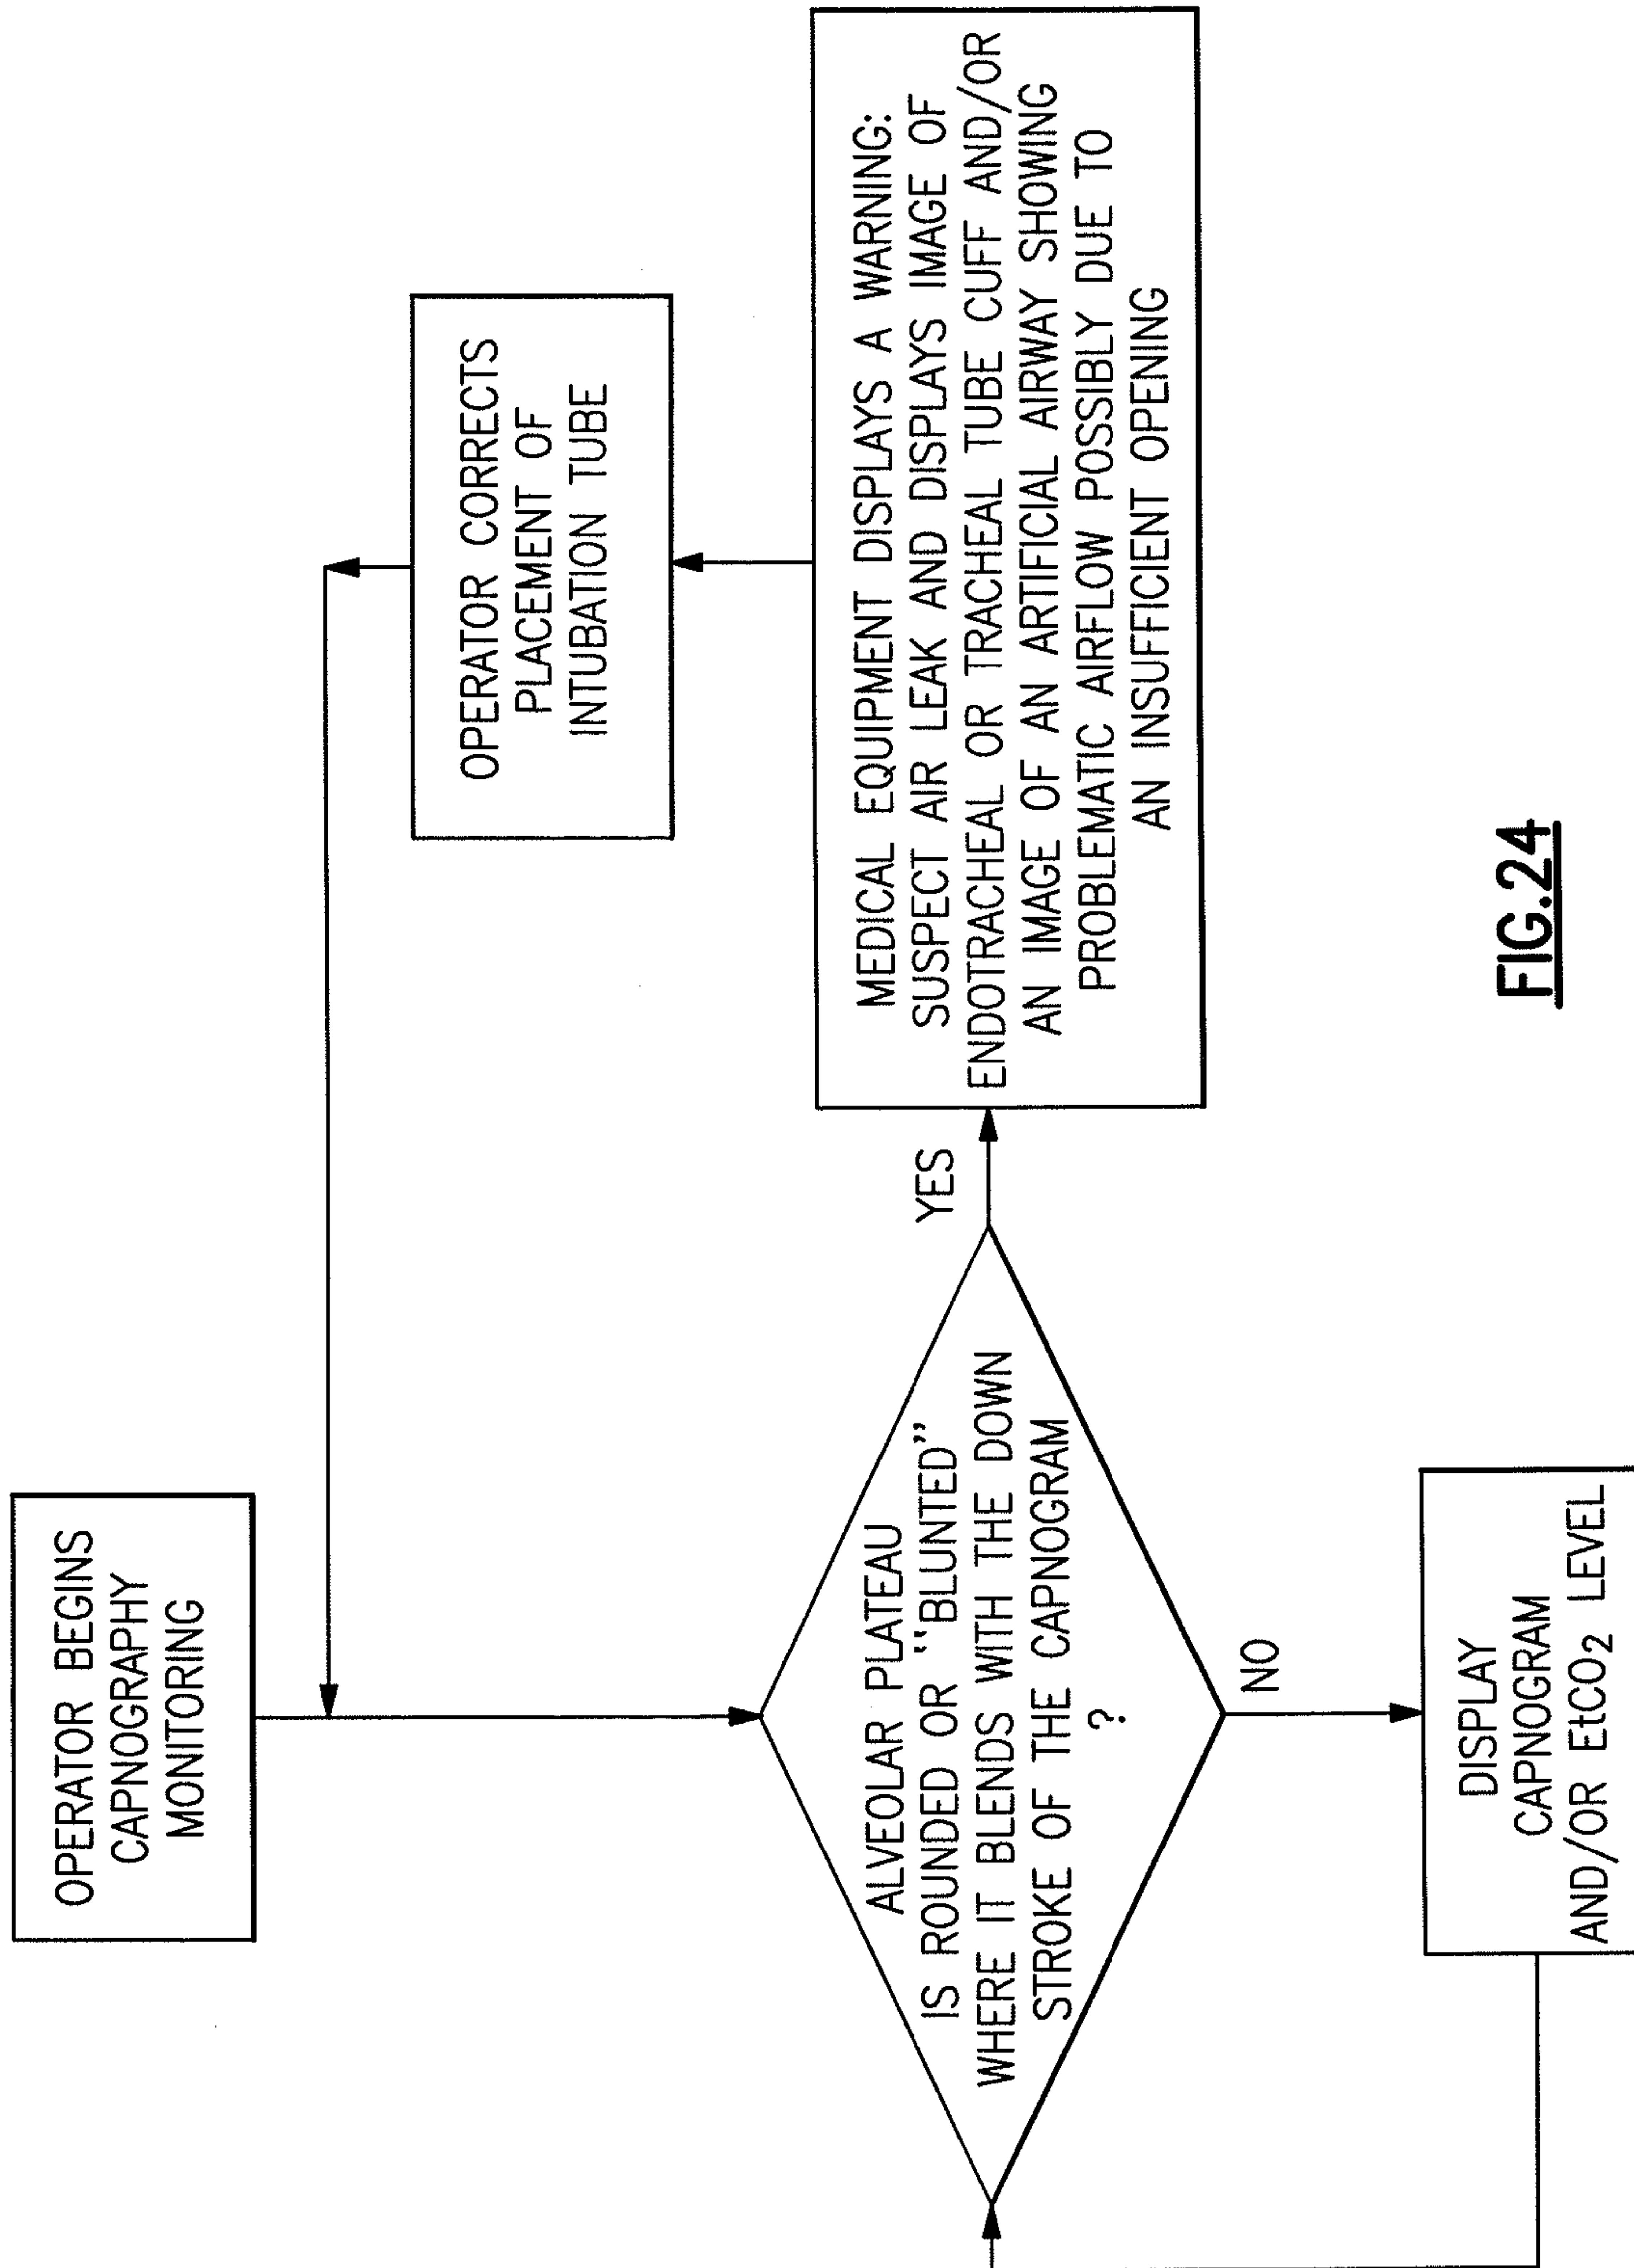 OPERATOR BEGINS
CAPNOGRAPHY
MONITORING
ALVEOLAR PLATEAU
IS ROUNDED OR "BLUNTED"
WHERE IT BLENDS WITH THE DOWN
STROKE OF THE CAPNOGRAM
?
YES
NO
DISPLAY
CAPNOGRAM
AND/OR EtCO₂ LEVEL
MEDICAL EQUIPMENT DISPLAYS A WARNING:
SUSPECT AIR LEAK AND DISPLAYS IMAGE OF
ENDOTRACHEAL OR TRACHEAL TUBE CUFF AND/OR
AN IMAGE OF AN ARTIFICIAL AIRWAY SHOWING
PROBLEMATIC AIRFLOW POSSIBLY DUE TO
AN INSUFFICIENT OPENING
OPERATOR CORRECTS
PLACEMENT OF
INTUBATION TUBE
FIG.24